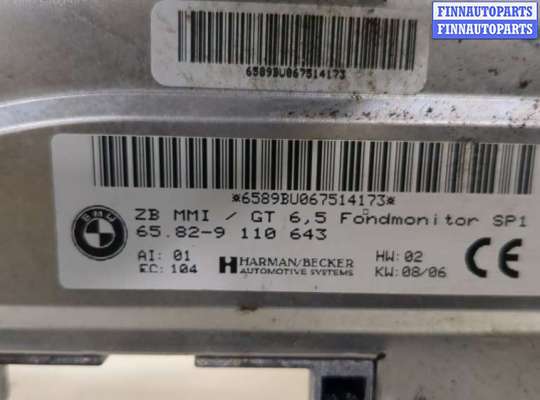 FINNAUTOPARTS
FINNAUTOPARTS
6589BU067514173
*6589BU067514173*
BMW
ZB MMI / GT 6,5 Fondmonitor SP1
65.82-9 110 643
AI: 01
EC: 104
H HARMAN/BECKER
AUTOMOTIVE SYSTEMS
HW: 02
KW: 08/06
CE